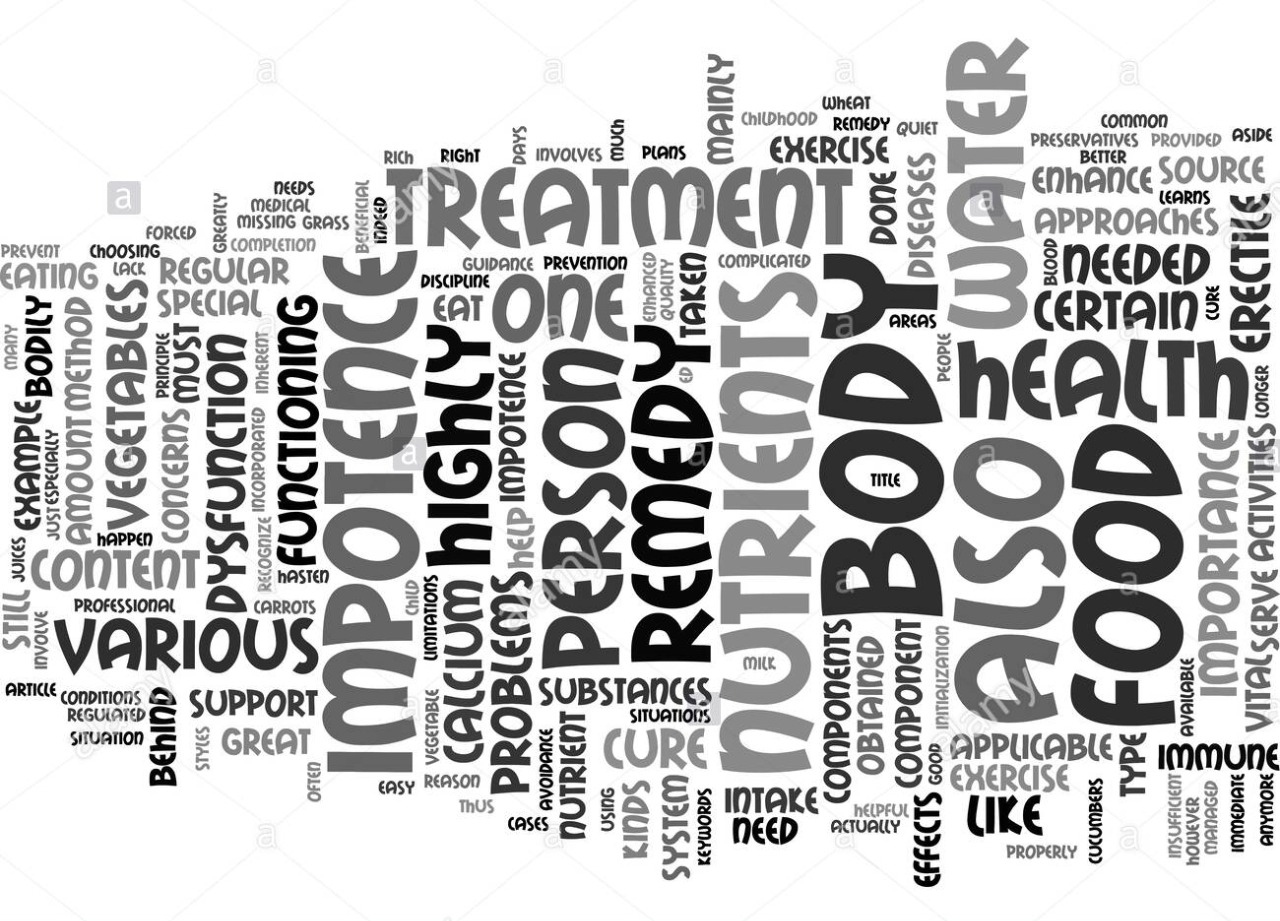 WATER
MAINLY
CHILDHOOD
WHEAT
REMEDY
QUIET
COMMON
PRESERVATIVES
PROVIDED
ASIDE
DAYS
INVOLVES
MUCH
PLANS
RICH
RIGHT
EXERCISE
BETTER
ENHANCE
SOURCE
LEARNS
NEEDS
MEDICAL
MISSING
GRASS
GREATLY
BENEFICIAL
INDEED
TREATMENT
DONE
DISEASES
APPROACHES
ERECTILE
FORCED
COMPLETION
PREVENT
CHOOSING
EATING
LACK
REGULAR
SPECIAL
GUIDANCE
PREVENTION
COMPLICATED
DISCIPLINE
EAT
ONE
ENHANCED
QUALITY
TAKEN
ED
AREAS
BLOOD
NEEDED
CERTAIN
CURE
PEOPLE
MANY
BODILY
AMOUNT
METHOD
VEGETABLES
PRINCIPLE
MUST
DYSFUNCTION
INHERENT
FUNCTIONING
IMPOTENCE
HIGHLY
IMPOTENCE
PERSON
REMEDY
NUTRIENTS
BODY
TITLE
HEALTH
LONGER
EXAMPLE
JUST
ESPECIALLY
CONCERNS
INCORPORATED
RECOGNIZE
HAPPEN
JUICES
CONTENT
HASTEN
HELP
ALSO
FOOD
IMPORTANCE
ACTIVITIES
SERVE
VITAL
STILL
INVOLVE
PROFESSIONAL
CARROTS
VARIOUS
CHILD
LIMITATIONS
CALCIUM
PROBLEMS
MILK
COMPONENTS
OBTAINED
COMPONENT
INITIALIZATION
AVAILABLE
ARTICLE
CONDITIONS
REGULATED
SITUATION
BEHIND
SUPPORT
STYLES
GREAT
OFTEN
VEGETABLE
SUBSTANCES
SITUATIONS
CURE
NUTRIENT
AVOIDANCE
EASY
REASON
THUS
CASES
USING
KINDS
SYSTEM
KEYWORDS
INTAKE
NEED
HELPFUL
ACTUALLY
EFFECTS
GOOD
APPLICABLE
EXERCISE
LIKE
PROPERLY
CUCUMBERS
TYPE
IMMUNE
INSUFFICIENT
HOWEVER
MANAGED
IMMEDIATE
ANYMORE
a
alamy